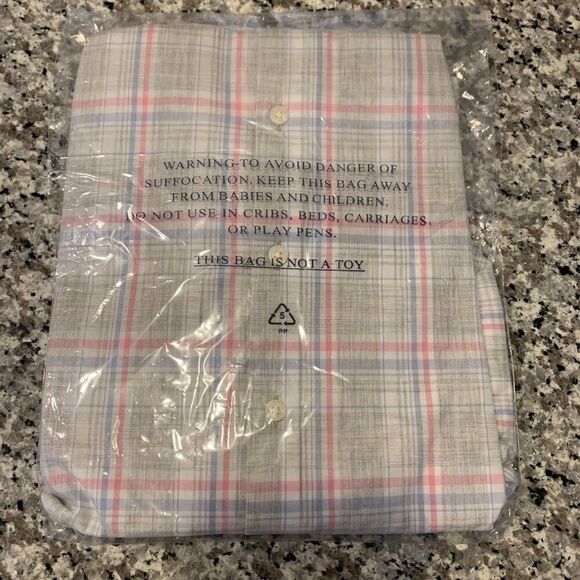 WARNING-TO AVOID DANGER OF
SUFFOCATION, KEEP THIS BAG AWAY
FROM BABIES AND CHILDREN.
DO NOT USE IN CRIBS, BEDS, CARRIAGES,
OR PLAY PENS.
THIS BAG IS NOT A TOY
5
PP